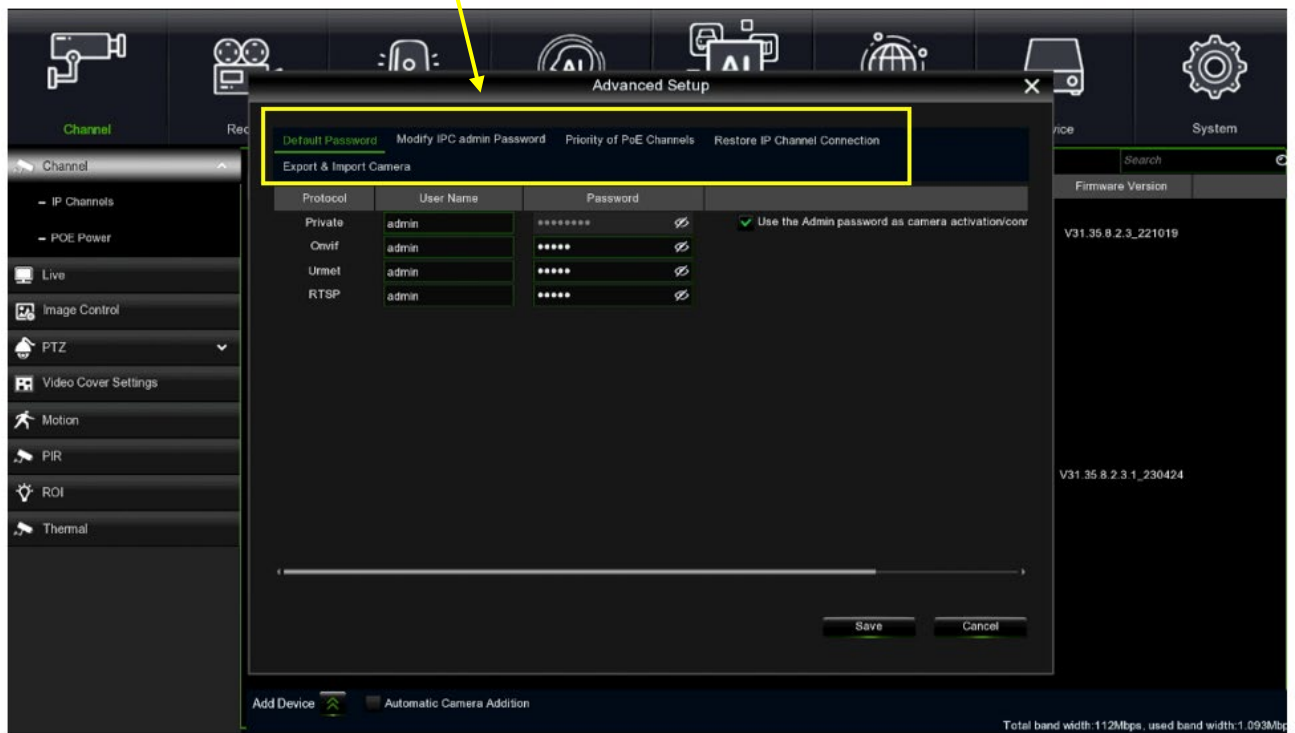 Advanced Setup
Channel
Rec
vice
System
Default Password Modify IPC admin Password Priority of PoE Channels Restore IP Channel Connection
Export & Import Camera
Channel
Search
Protocol User Name Password
Firmware Version
– IP Channels
Private admin •••••••• Use the Admin password as camera activation/conr
– POE Power
V31.35.8.2.3_221019
Onvif admin •••••
Live
Urmet admin •••••
RTSP admin •••••
Image Control
PTZ
Video Cover Settings
Motion
PIR
V31.35.8.2.3.1_230424
ROI
Thermal
Save Cancel
Add Device Automatic Camera Addition
Total band width:112Mbps, used band width:1.093Mbp